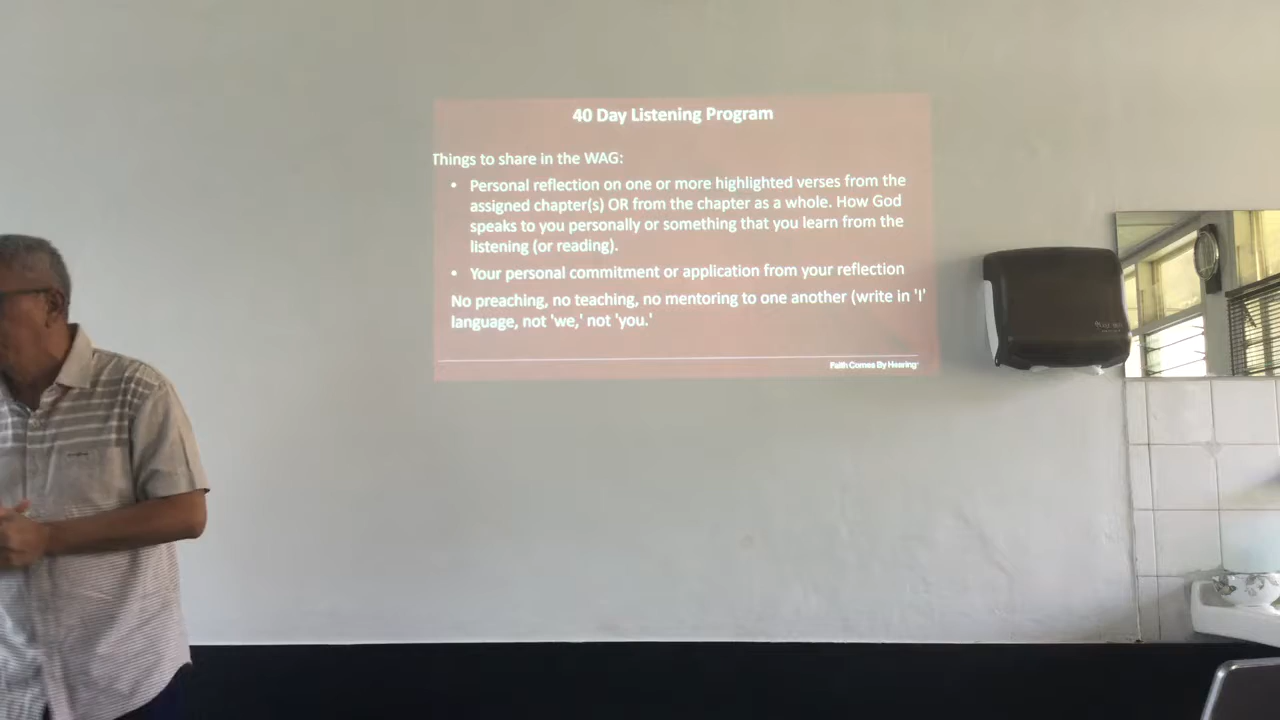 40 Day Listening Program
Things to share in the WAG:
• Personal reflection on one or more highlighted verses from the
assigned chapter(s) OR from the chapter as a whole. How God
speaks to you personally or something that you learn from the
listening (or reading).
• Your personal commitment or application from your reflection
No preaching, no teaching, no mentoring to one another (write in 'I'
language, not 'we,' not 'you.'
Faith Comes By Hearing